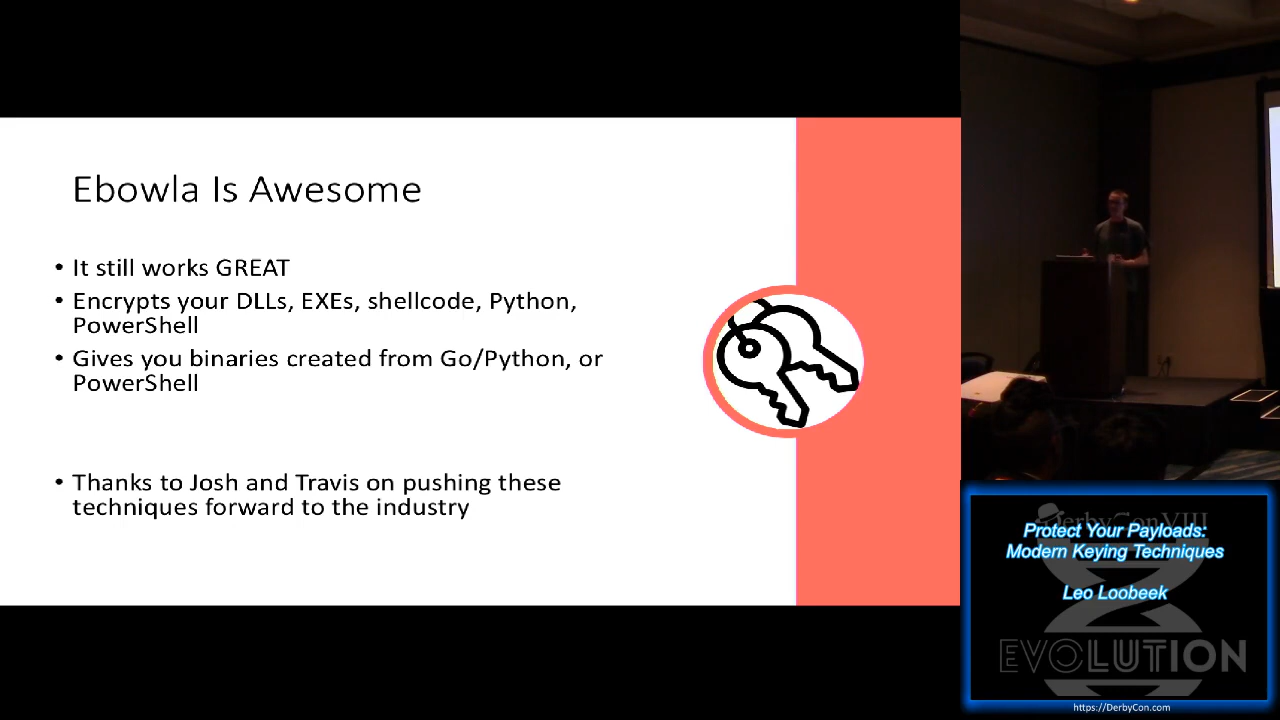 Ebowla Is Awesome
• It still works GREAT
• Encrypts your DLLs, EXEs, shellcode, Python,
PowerShell
• Gives you binaries created from Go/Python, or
PowerShell
• Thanks to Josh and Travis on pushing these
techniques forward to the industry
DerbyCon VIII
Protect Your Payloads:
Modern Keying Techniques
Leo Loobeek
EVOLUTION
https://DerbyCon.com